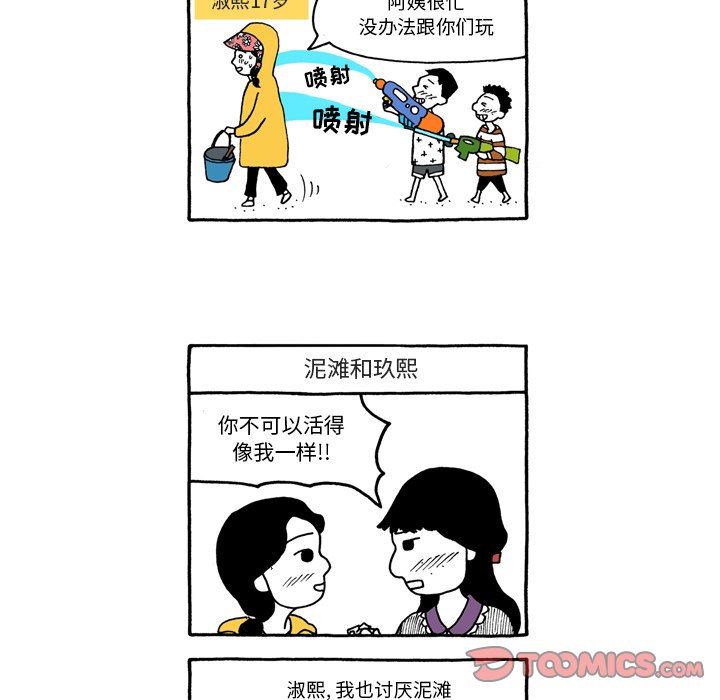 淑熙17岁
阿姨很忙
没办法跟你们玩
喷射
喷射
泥滩和玖熙
你不可以活得
像我一样!!
淑熙, 我也讨厌泥滩
TOOMICS.COM